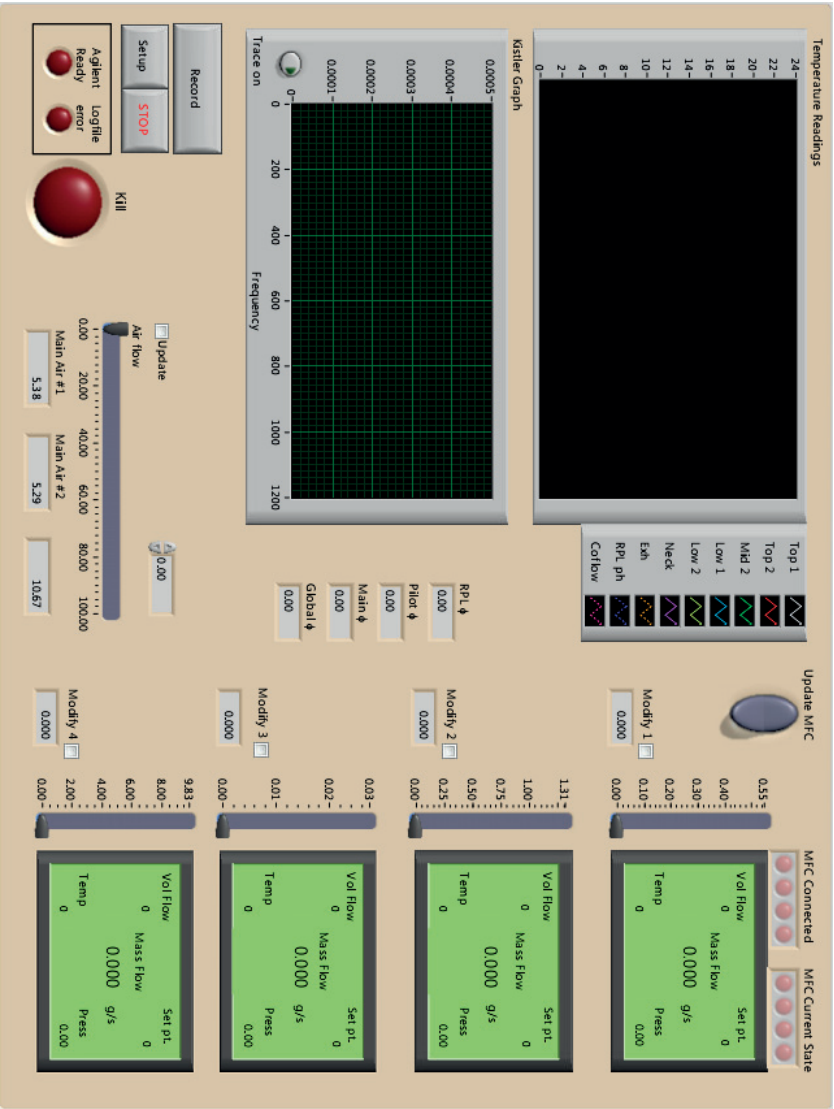 Temperature Readings
24
22
20
18
16
14
12
10
8
6
4
2
0
Top 1
Top 2
Mid 2
Low 1
Low 2
Neck
Exh
RPL ph
Coflow
Kistler Graph
0.0005
0.0004
0.0003
0.0002
0.0001
0
0 200 400 600 800 1000 1200
Frequency
Trace on
RPL ϕ
0.00
Pilot ϕ
0.00
Main ϕ
0.00
Global ϕ
0.00
Record
Setup STOP
Agilent Ready
Logfile error
Kill
Update
0.00
Air flow
0.00 20.00 40.00 60.00 80.00 100.00
Main Air #1 Main Air #2
5.38 5.29 10.67
Update MFC
MFC Connected MFC Current State
Modify 1
0.000
0.55
0.40
0.30
0.20
0.10
0.00
Vol Flow Mass Flow Set pt.
0 0.000 g/s 0
Temp Press
0 0.00
Modify 2
0.000
1.31
1.00
0.75
0.50
0.25
0.00
Vol Flow Mass Flow Set pt.
0 0.000 g/s 0
Temp Press
0 0.00
Modify 3
0.000
0.03
0.02
0.01
0.00
Vol Flow Mass Flow Set pt.
0 0.000 g/s 0
Temp Press
0 0.00
Modify 4
0.000
9.83
8.00
6.00
4.00
2.00
0.00
Vol Flow Mass Flow Set pt.
0 0.000 g/s 0
Temp Press
0 0.00